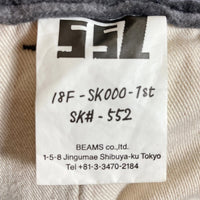 SSZ
18F-SK000-1st
SK#-552
BEAMS co.,ltd
1-5-8 Jingumae Shibuya-ku Tokyo
Tel +81-3-3470-2184